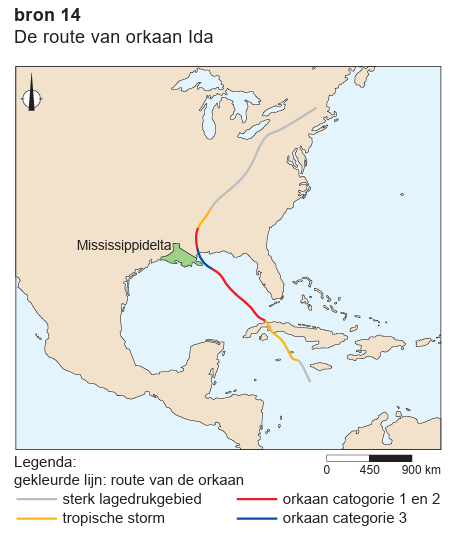 bron 14
De route van orkaan Ida
Mississippidelta
Legenda:
gekleurde lijn: route van de orkaan
0 450 900 km
sterk lagedrukgebied
orkaan catogorie 1 en 2
tropische storm
orkaan categorie 3